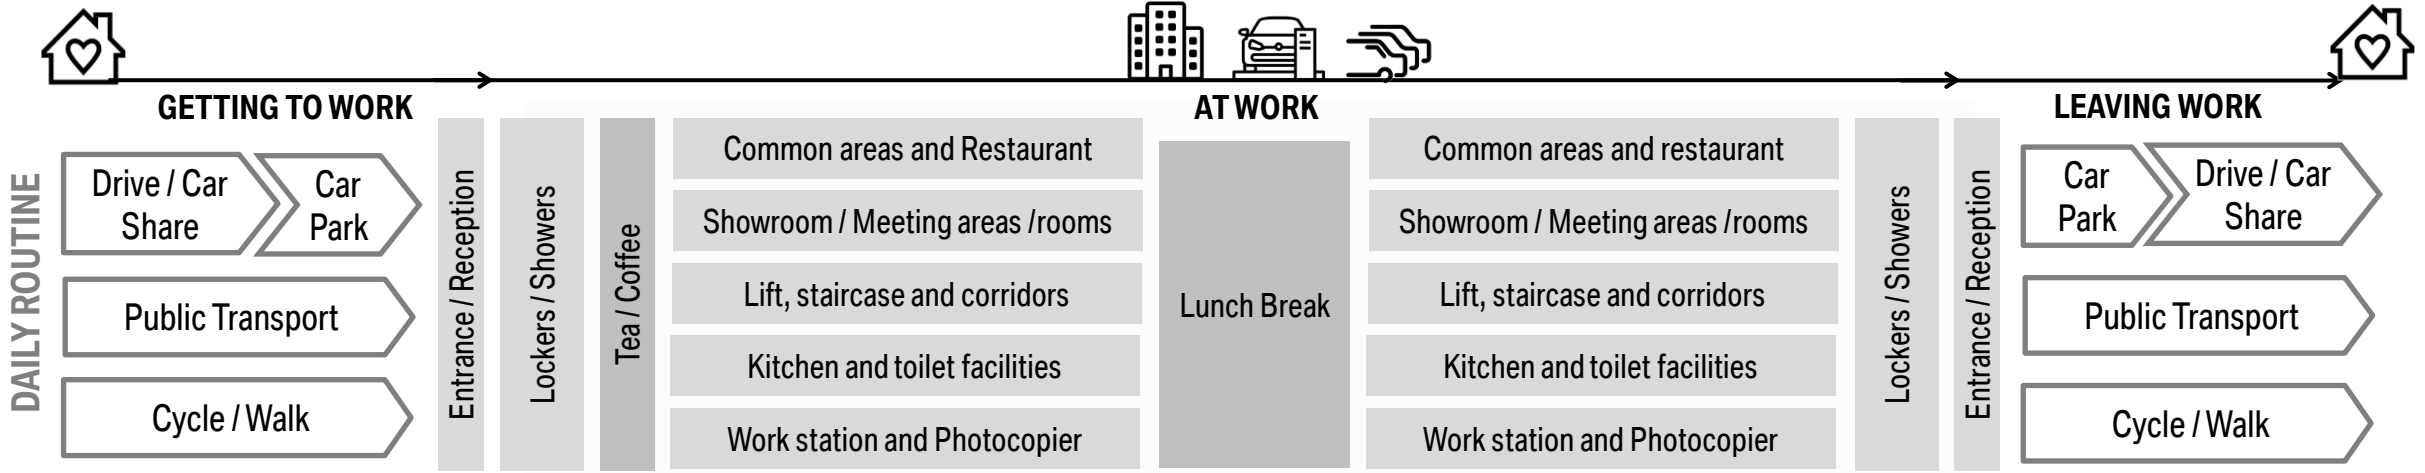 GETTING TO WORK
AT WORK
LEAVING WORK
DAILY ROUTINE
Drive / Car
Share
Car
Park
Public Transport
Cycle / Walk
Entrance / Reception
Lockers / Showers
Tea / Coffee
Common areas and Restaurant
Showroom / Meeting areas /rooms
Lift, staircase and corridors
Kitchen and toilet facilities
Work station and Photocopier
Lunch Break
Common areas and restaurant
Showroom / Meeting areas /rooms
Lift, staircase and corridors
Kitchen and toilet facilities
Work station and Photocopier
Lockers / Showers
Entrance / Reception
Car
Park
Drive / Car
Share
Public Transport
Cycle / Walk